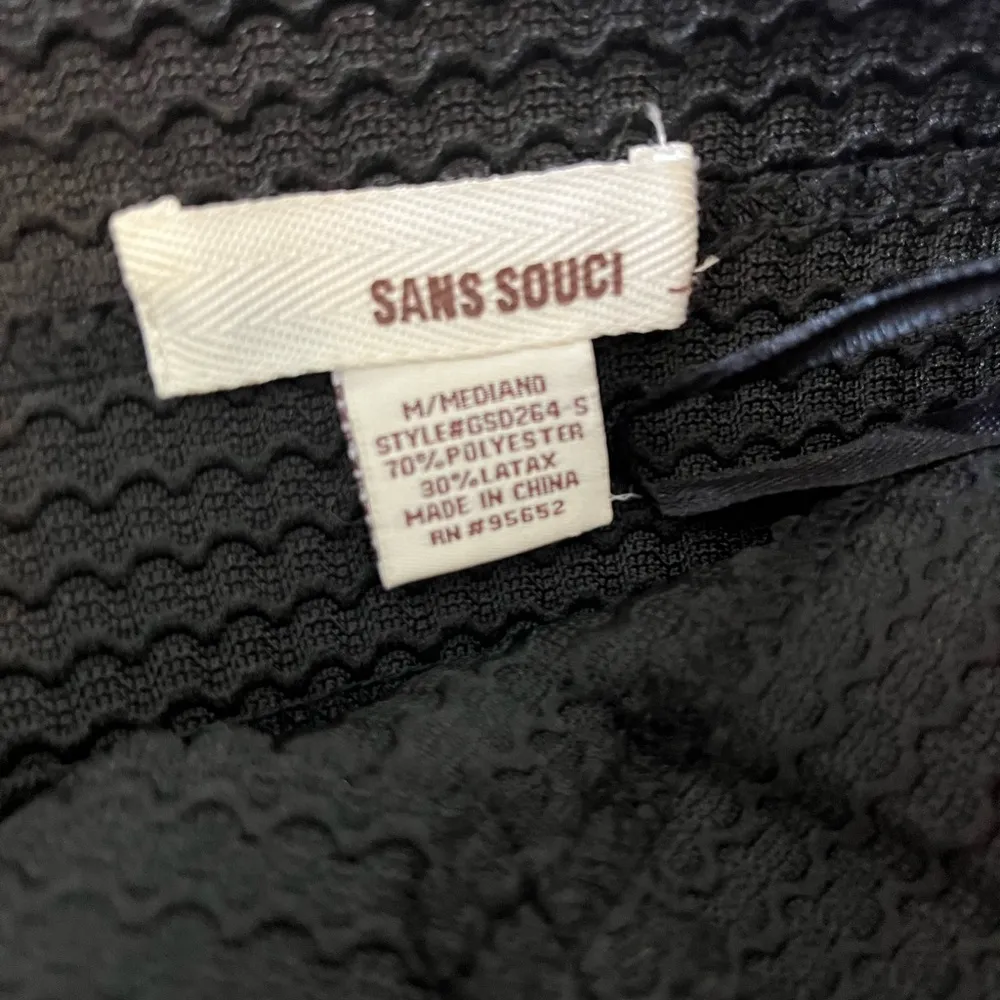 SANS SOUCI
M/MEDIANO
STYLE#GSD264-S
70%POLYESTER
30%LATAX
MADE IN CHINA
RN #95652